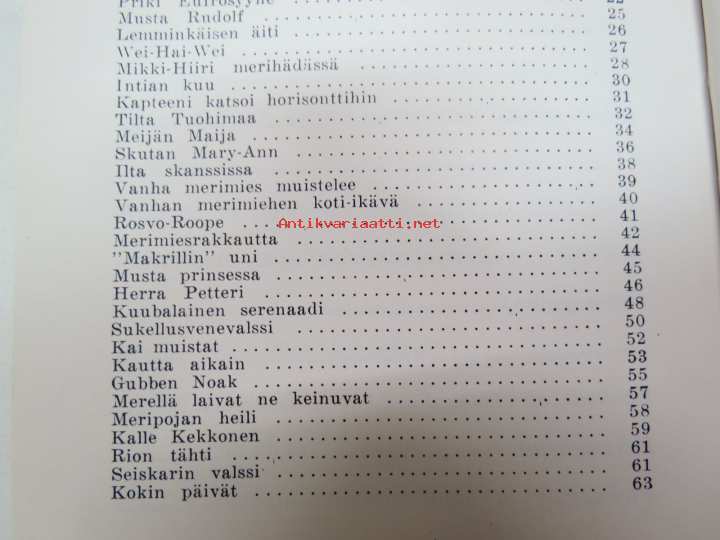 Priki Eufrosyyne . . . . . . . . . . . . . . . . . . . . . . . 22
Musta Rudolf . . . . . . . . . . . . . . . . . . . . . . . . . 25
Lemminkäisen äiti . . . . . . . . . . . . . . . . . . . . . . 26
Wei-Hai-Wei . . . . . . . . . . . . . . . . . . . . . . . . . 27
Mikki-Hiiri merihädässä . . . . . . . . . . . . . . . . . . . 28
Intian kuu . . . . . . . . . . . . . . . . . . . . . . . . . . 30
Kapteeni katsoi horisonttihin . . . . . . . . . . . . . . . . 31
Tilta Tuohimaa . . . . . . . . . . . . . . . . . . . . . . . . 32
Meijän Maija . . . . . . . . . . . . . . . . . . . . . . . . . 34
Skutan Mary-Ann . . . . . . . . . . . . . . . . . . . . . . . 36
Ilta skanssissa . . . . . . . . . . . . . . . . . . . . . . . 38
Vanha merimies muistelee . . . . . . . . . . . . . . . . . . 39
Vanhan merimiehen koti-ikävä . . . . . . . . . . . . . . . . 40
Rosvo-Roope . . . . . . . . . . . . . . . . . . . . . . . . . 41
Antikvariaatti.net
Merimiesrakkautta . . . . . . . . . . . . . . . . . . . . . . 42
"Makrillin" uni . . . . . . . . . . . . . . . . . . . . . . . 44
Musta prinsessa . . . . . . . . . . . . . . . . . . . . . . . 45
Herra Petteri . . . . . . . . . . . . . . . . . . . . . . . . 46
Kuubalainen serenaadi . . . . . . . . . . . . . . . . . . . . 48
Sukellusvenevalssi . . . . . . . . . . . . . . . . . . . . . 50
Kai muistat . . . . . . . . . . . . . . . . . . . . . . . . . 52
Kautta aikain . . . . . . . . . . . . . . . . . . . . . . . . 53
Gubben Noak . . . . . . . . . . . . . . . . . . . . . . . . . 55
Merellä laivat ne keinuvat . . . . . . . . . . . . . . . . . 57
Meripojan heili . . . . . . . . . . . . . . . . . . . . . . . 58
Kalle Kekkonen . . . . . . . . . . . . . . . . . . . . . . . 59
Rion tähti . . . . . . . . . . . . . . . . . . . . . . . . . 61
Seiskarin valssi . . . . . . . . . . . . . . . . . . . . . . 61
Kokin päivät . . . . . . . . . . . . . . . . . . . . . . . . 63